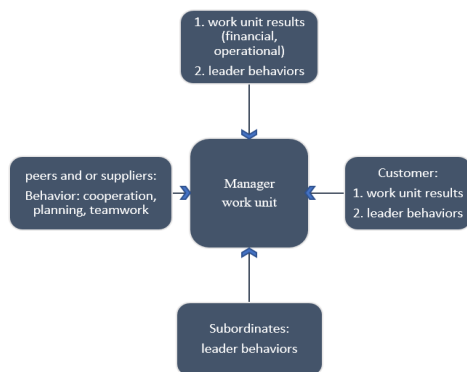 1. work unit results
(financial,
operational)
2. leader behaviors
peers and or suppliers:
Behavior: cooperation,
planning, teamwork
Manager
work unit
Customer:
1. work unit results
2. leader behaviors
Subordinates:
leader behaviors